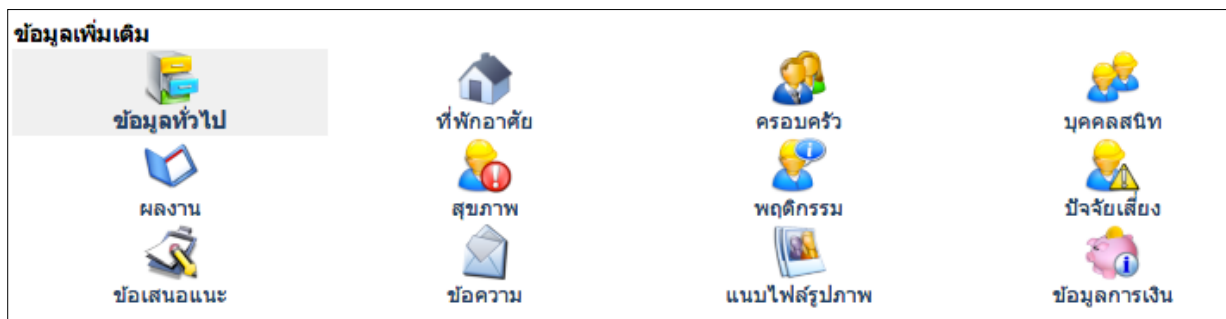 ข้อมูลเพิ่มเติม
ข้อมูลทั่วไป ที่พักอาศัย ครอบครัว บุคคลสนิท
ผลงาน สุขภาพ พฤติกรรม ปัจจัยเสี่ยง
ข้อเสนอแนะ ข้อความ แนบไฟล์รูปภาพ ข้อมูลการเงิน